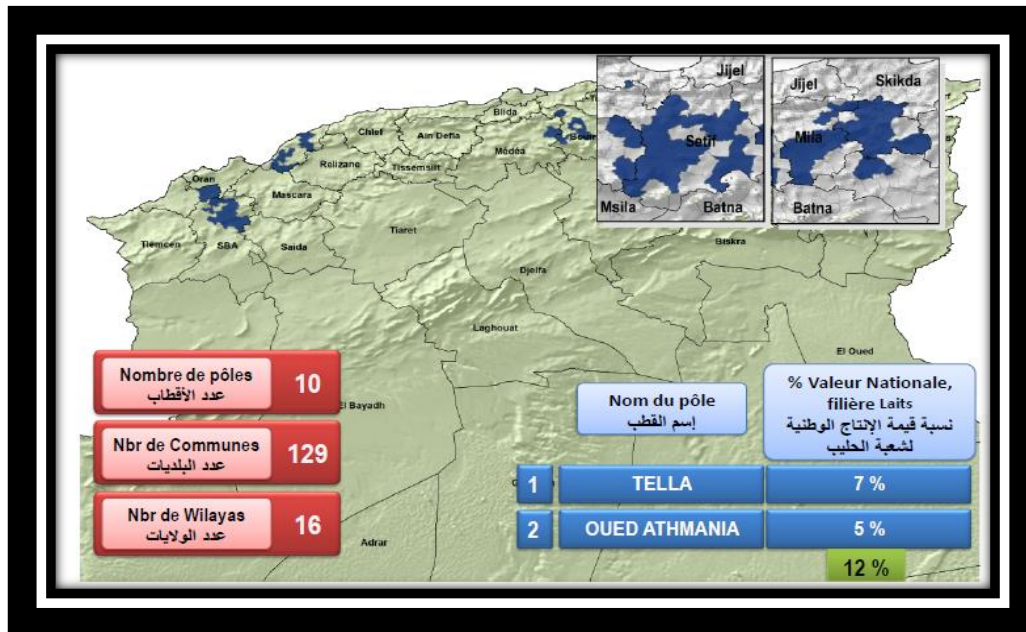 Jijel
Setif
Msila
Batna
Jijel
Skikda
Mila
Batna
Blida
Chlef
Ain Defla
Médéa
Relizane
Tissemsilt
Oran
Mascara
Tlemcen
SBA
Saida
Tiaret
Biskra
Djelfa
Laghouat
El Oued
El Bayadh
Adrar
Nombre de pôles
عدد الأقطاب
10
Nbr de Communes
عدد البلديات
129
Nbr de Wilayas
عدد الولايات
16
Nom du pôle
إسم القطب
% Valeur Nationale,
filière Laits
نسبة قيمة الإنتاج الوطنية
لشعبة الحليب
1 TELLA 7 %
2 OUED ATHMANIA 5 %
12 %